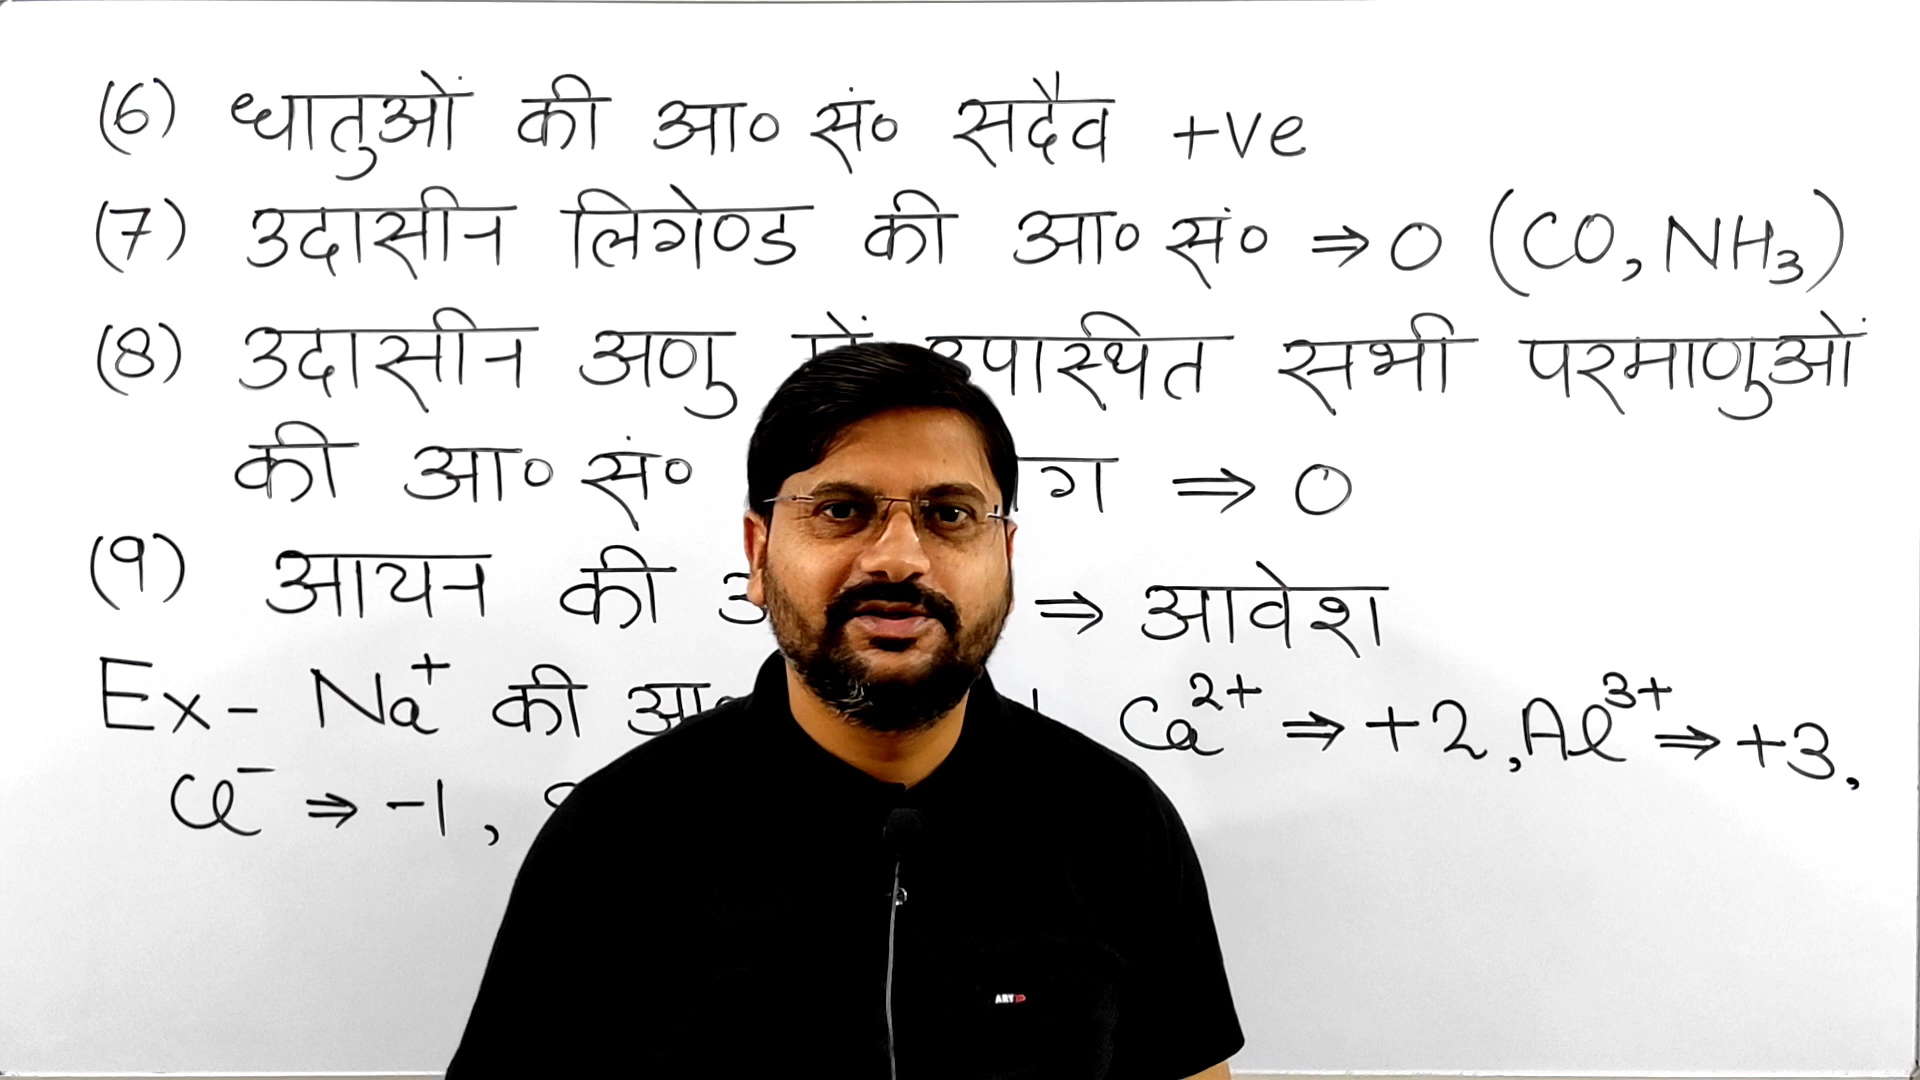 (6) धातुओं की आ० सं० सदैव +ve
(7) उदासीन लिगेण्ड की आ० सं० ⇒ 0 (CO, NH₃)
(8) उदासीन अणु में उपास्थित सभी परमाणुओं
की आ० सं० ⇒ 0
(9) आयन की ⇒ आवेश
Ex- Na⁺ की Ca²⁺ ⇒ +2, Al³⁺ ⇒ +3,
Cl⁻ ⇒ -1,